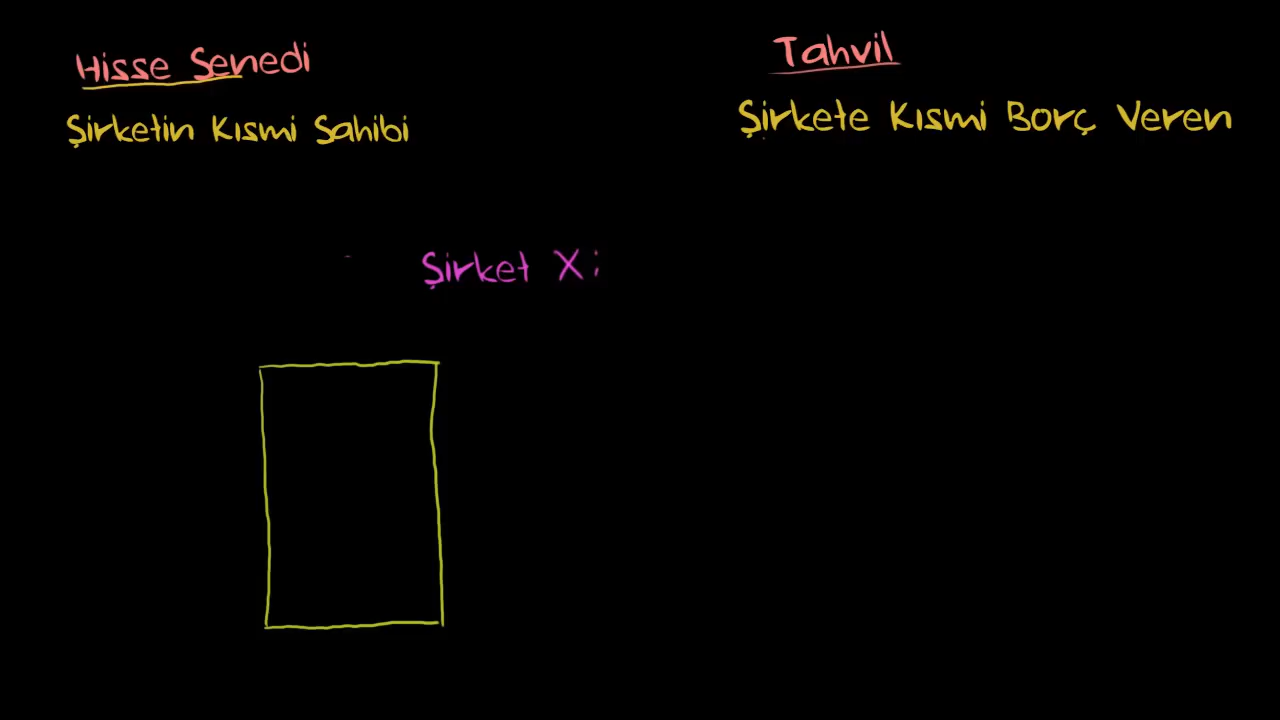 Hisse Senedi
Şirketin Kısmi Sahibi
Tahvil
Şirkete Kısmi Borç Veren
Şirket X: